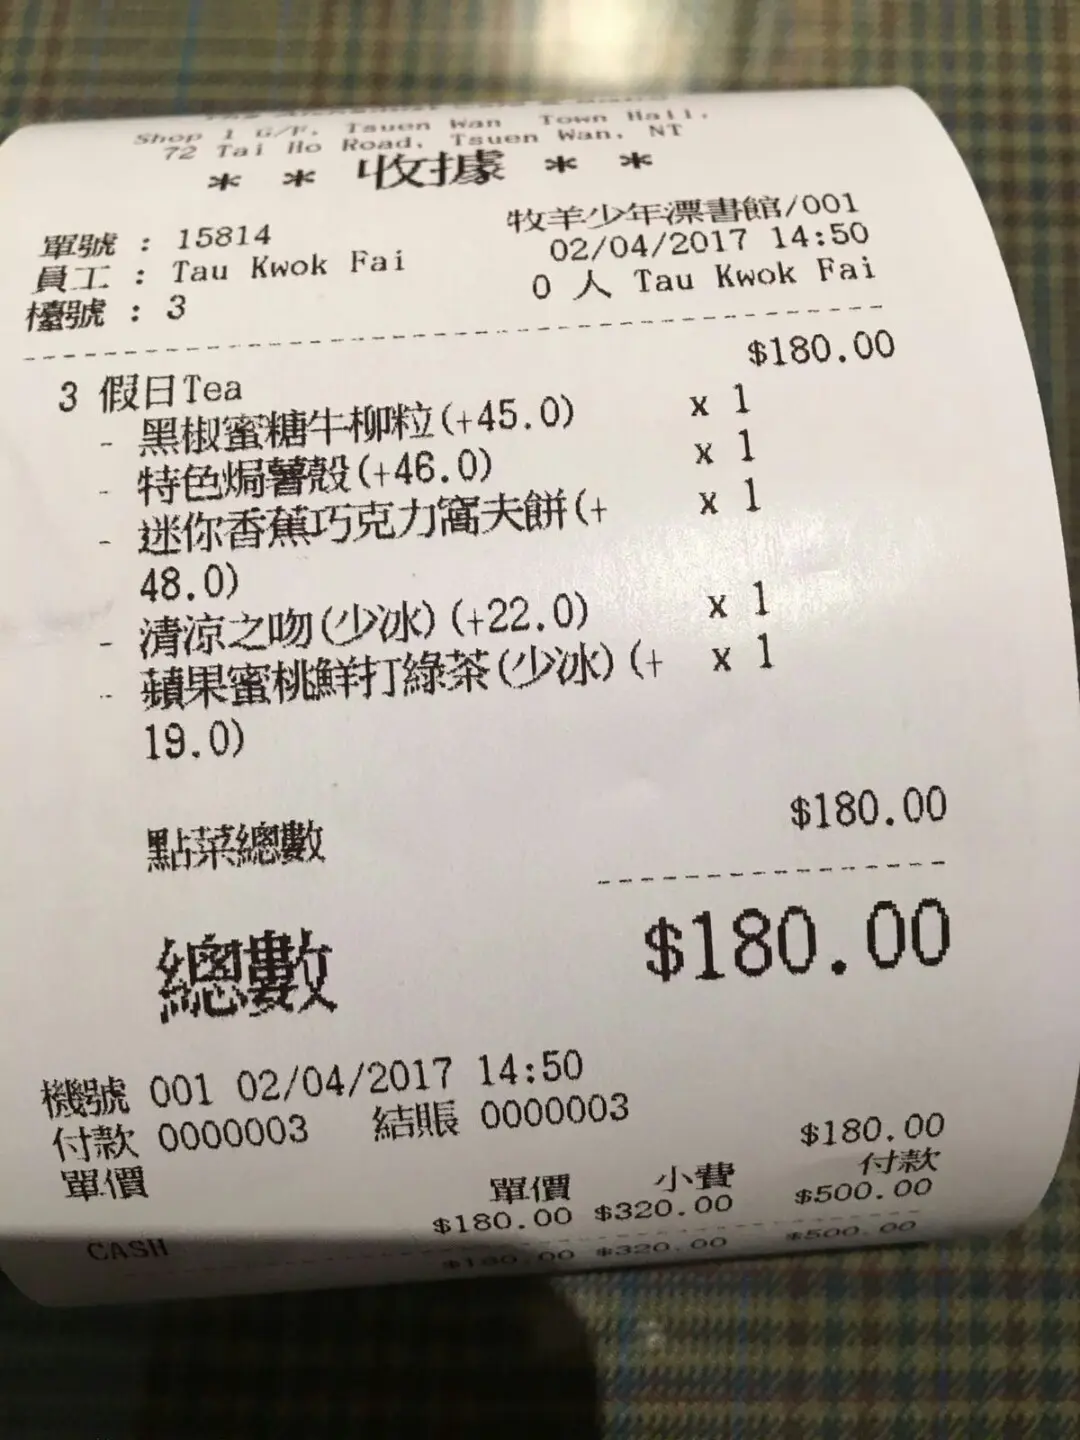 Shop 1 G/F, Tsuen Wan Town Hall,
72 Tai Ho Road, Tsuen Wan, NT
* * 收據 * *
牧羊少年漂書館/001
單號 : 15814
02/04/2017 14:50
員工 : Tau Kwok Fai
0 人 Tau Kwok Fai
檯號 : 3
$180.00
3 假日Tea
- 黑椒蜜糖牛柳粒(+45.0) x 1
- 特色焗薯殼(+46.0) x 1
- 迷你香蕉巧克力窩夫餅(+ x 1
48.0)
- 清涼之吻(少冰)(+22.0) x 1
- 蘋果蜜桃鮮打綠茶(少冰)(+ x 1
19.0)
點菜總數 $180.00
總數 $180.00
機號 001 02/04/2017 14:50
付款 0000003 結賬 0000003
單價 $180.00
單價 小費 付款
$180.00 $320.00 $500.00
CASH
$180.00 $320.00 $500.00